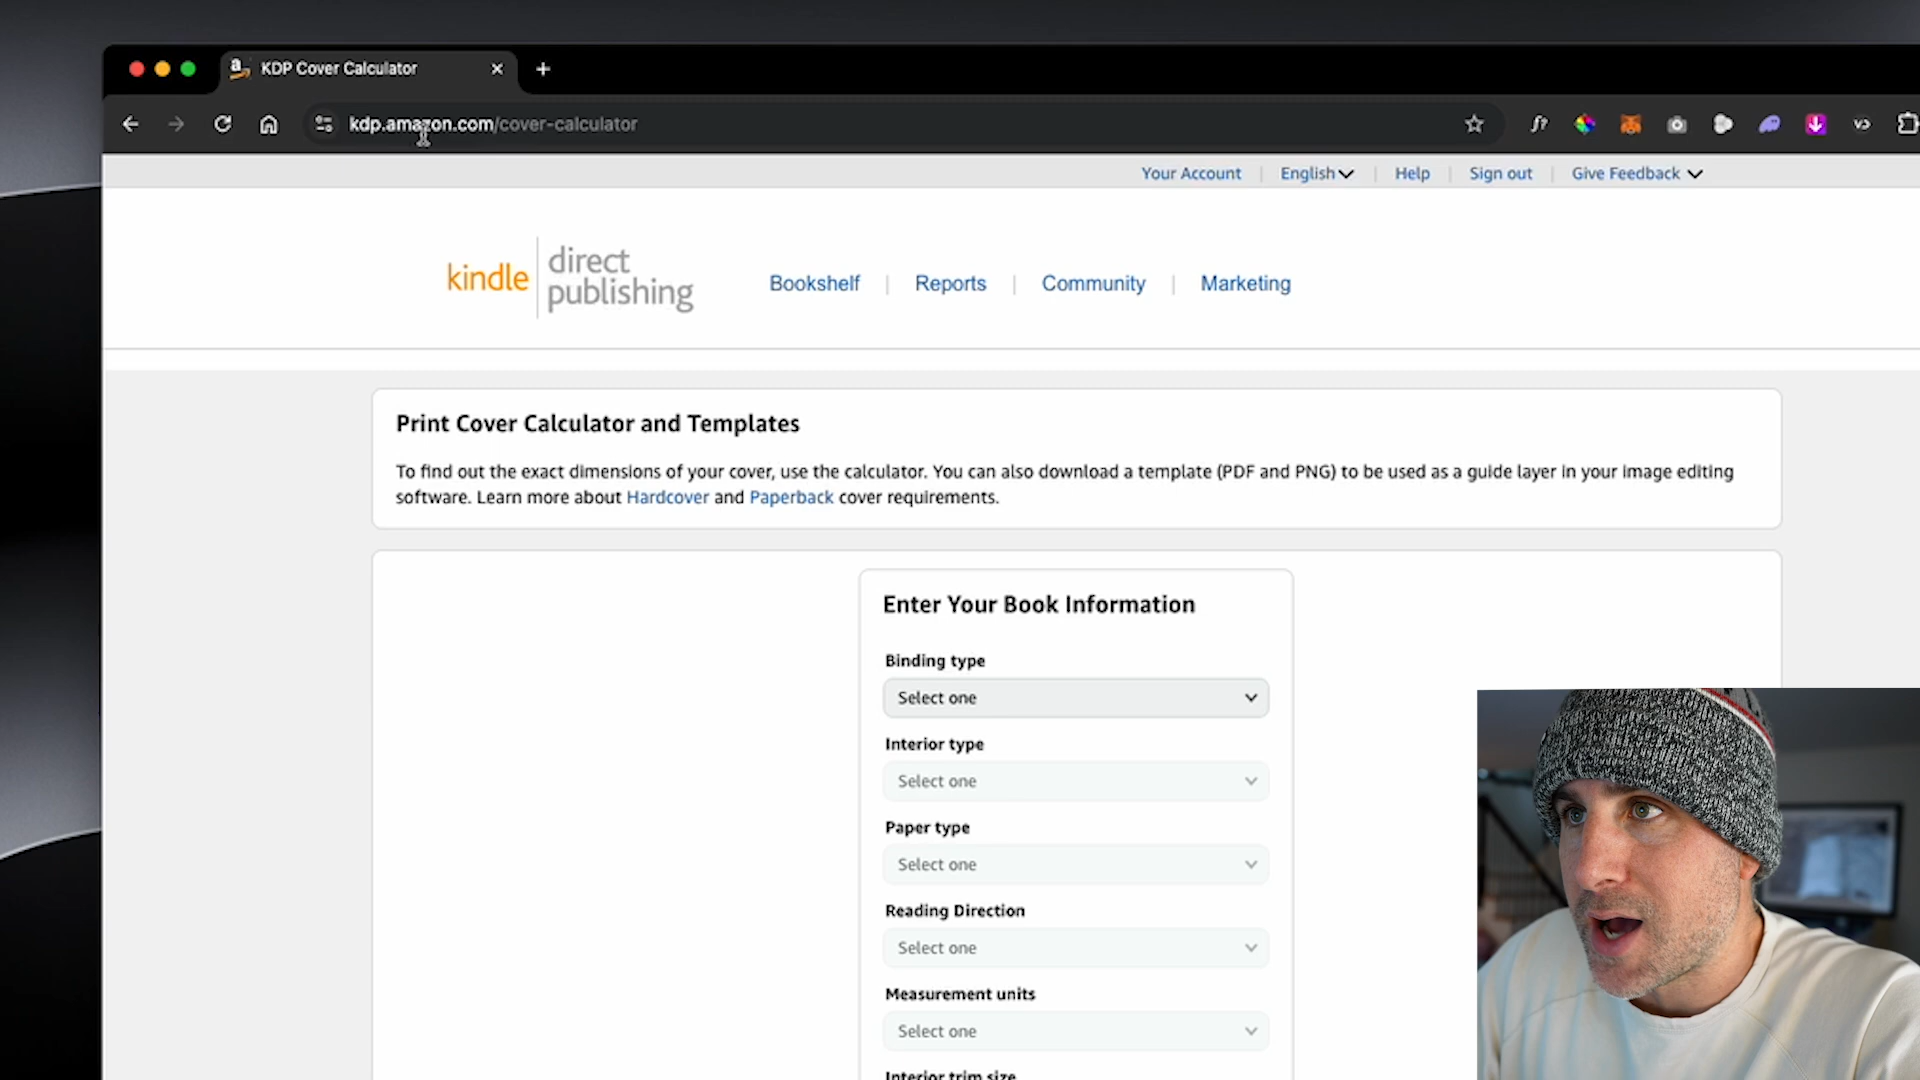 KDP Cover Calculator
kdp.amazon.com/cover-calculator
Your Account | English | Help | Sign out | Give Feedback
kindle direct publishing
Bookshelf | Reports | Community | Marketing
Print Cover Calculator and Templates
To find out the exact dimensions of your cover, use the calculator. You can also download a template (PDF and PNG) to be used as a guide layer in your image editing
software. Learn more about Hardcover and Paperback cover requirements.
Enter Your Book Information
Binding type
Select one
Interior type
Select one
Paper type
Select one
Reading Direction
Select one
Measurement units
Select one
Interior trim size